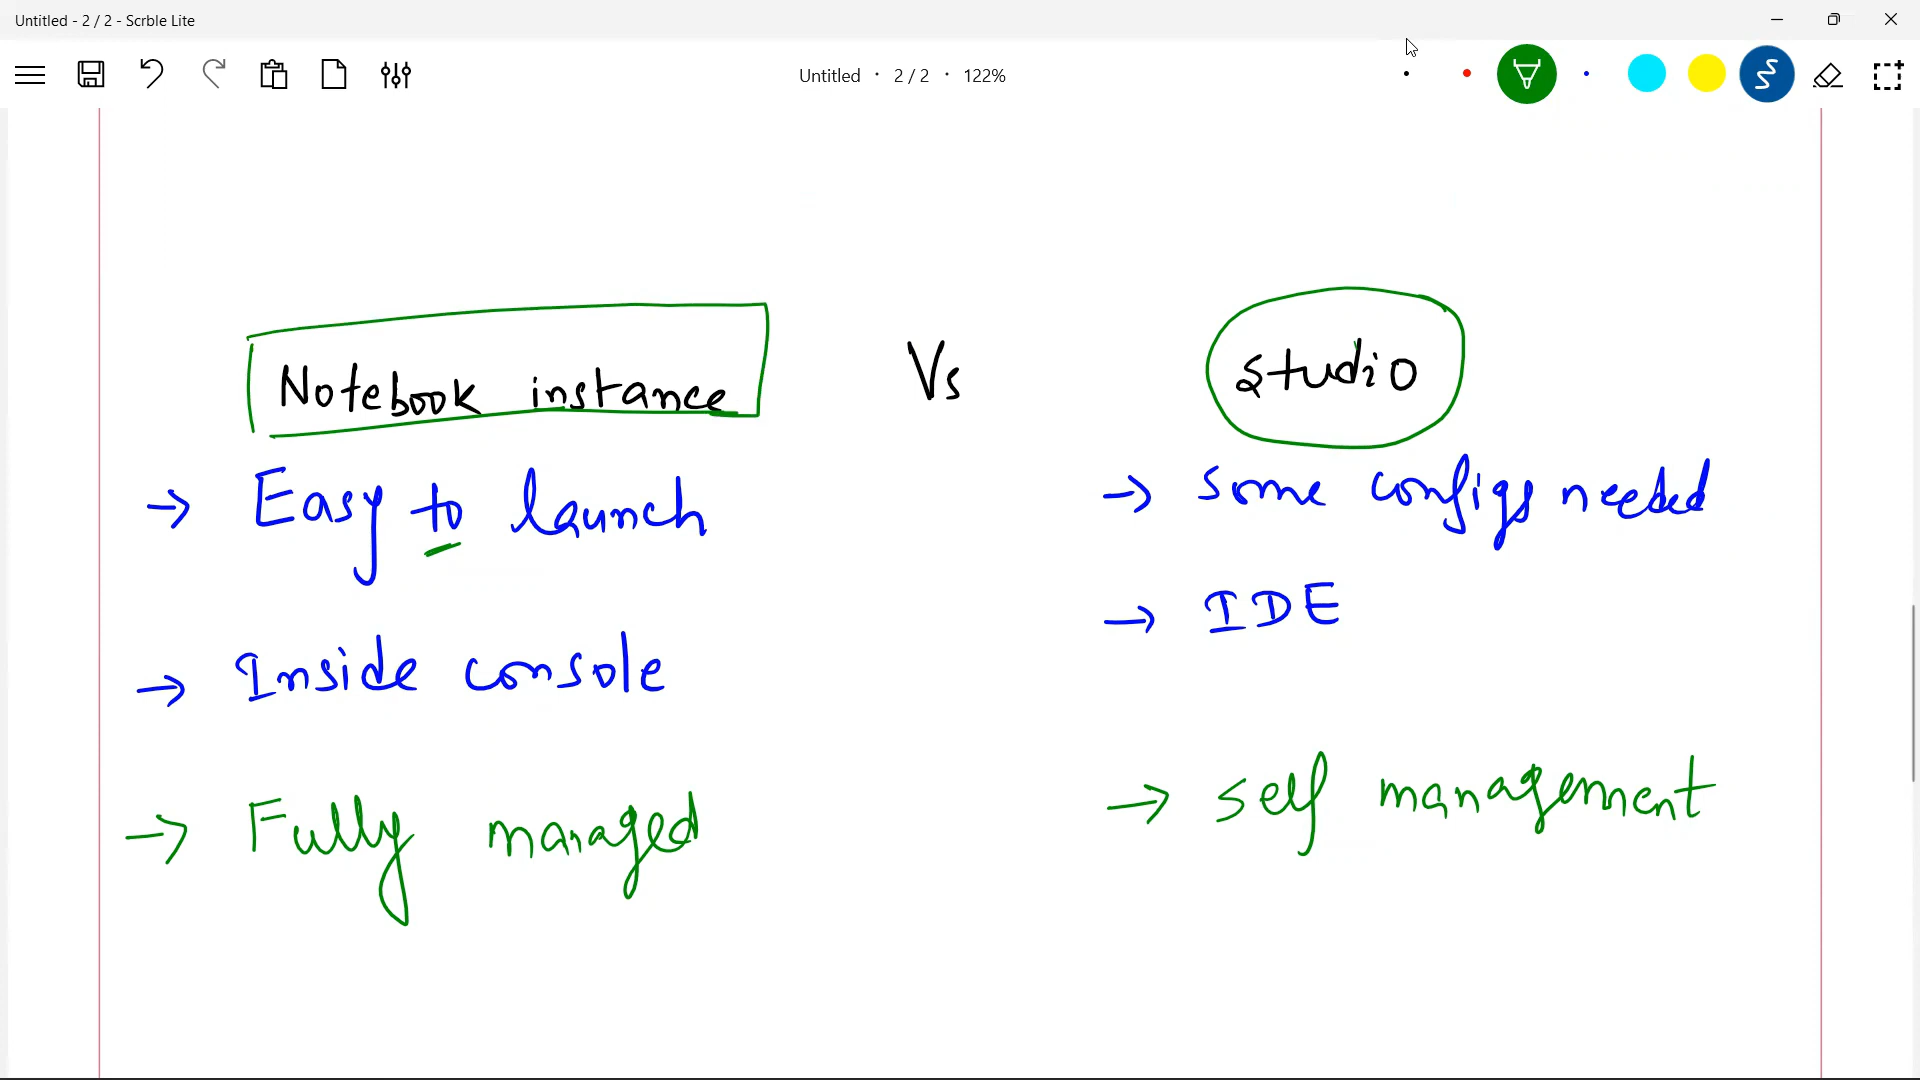 Untitled - 2 / 2 - Scrble Lite
Untitled · 2 / 2 · 122%
Notebook instance Vs studio
→ Easy to launch
→ some configs needed
→ IDE
→ Inside console
→ Fully managed
→ self management